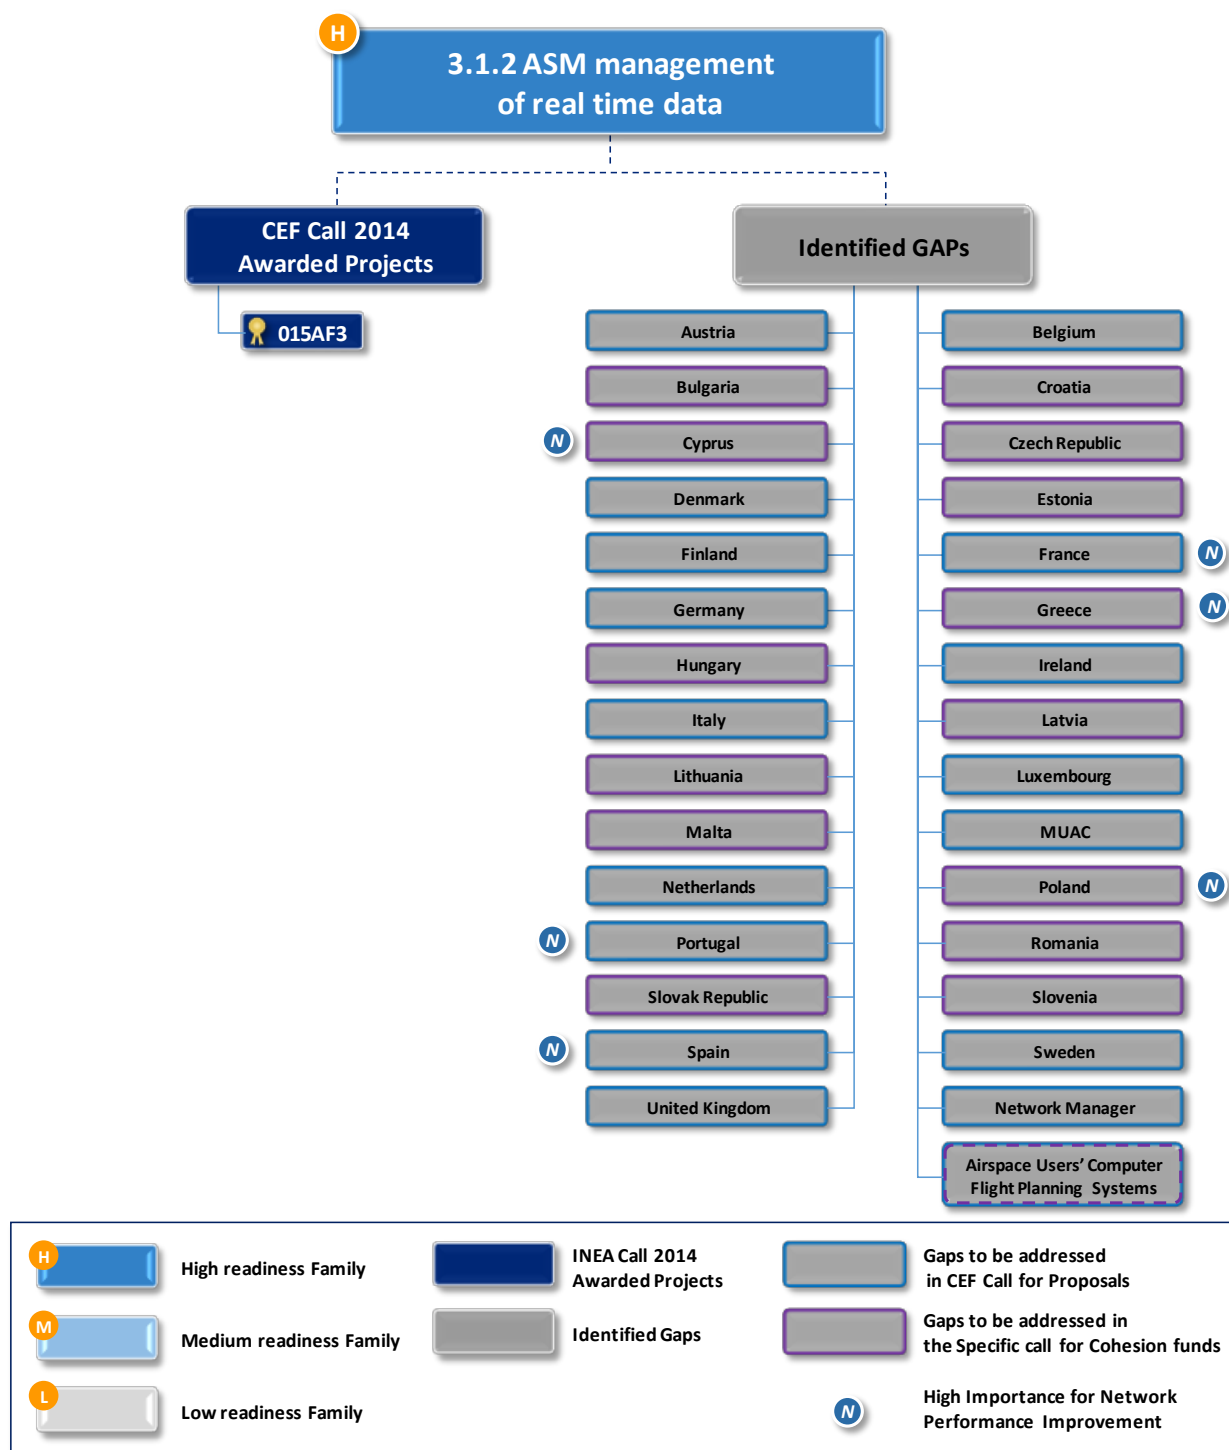 H
3.1.2 ASM management
of real time data
CEF Call 2014
Awarded Projects
Identified GAPs
015AF3
Austria
Belgium
Bulgaria
Croatia
N
Cyprus
Czech Republic
Denmark
Estonia
Finland
France
N
Germany
Greece
N
Hungary
Ireland
Italy
Latvia
Lithuania
Luxembourg
Malta
MUAC
Netherlands
Poland
N
N
Portugal
Romania
Slovak Republic
Slovenia
N
Spain
Sweden
United Kingdom
Network Manager
Airspace Users' Computer
Flight Planning Systems
H
High readiness Family
INEA Call 2014
Awarded Projects
Gaps to be addressed
in CEF Call for Proposals
M
Medium readiness Family
Identified Gaps
Gaps to be addressed in
the Specific call for Cohesion funds
L
Low readiness Family
N
High Importance for Network
Performance Improvement